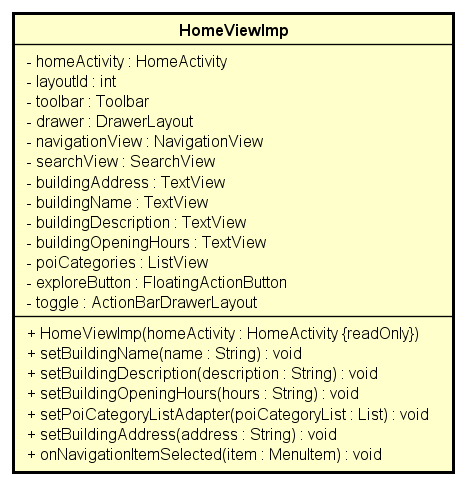 HomeViewImp
- homeActivity : HomeActivity
- layoutId : int
- toolbar : Toolbar
- drawer : DrawerLayout
- navigationView : NavigationView
- searchView : SearchView
- buildingAddress : TextView
- buildingName : TextView
- buildingDescription : TextView
- buildingOpeningHours : TextView
- poiCategories : ListView
- exploreButton : FloatingActionButton
- toggle : ActionBarDrawerLayout
+ HomeViewImp(homeActivity : HomeActivity {readOnly})
+ setBuildingName(name : String) : void
+ setBuildingDescription(description : String) : void
+ setBuildingOpeningHours(hours : String) : void
+ setPoiCategoryListAdapter(poiCategoryList : List) : void
+ setBuildingAddress(address : String) : void
+ onNavigationItemSelected(item : MenuItem) : void